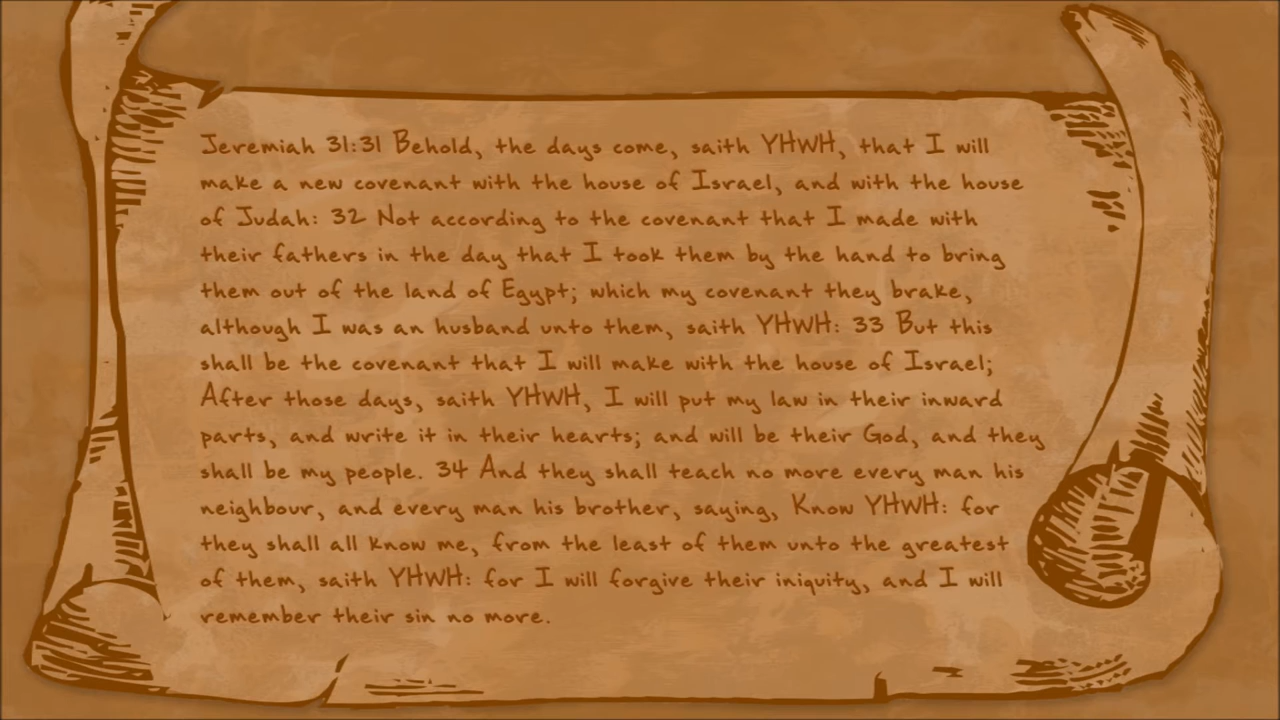 Jeremiah 31:31 Behold, the days come, saith YHWH, that I will
make a new covenant with the house of Israel, and with the house
of Judah: 32 Not according to the covenant that I made with
their fathers in the day that I took them by the hand to bring
them out of the land of Egypt; which my covenant they brake,
although I was an husband unto them, saith YHWH: 33 But this
shall be the covenant that I will make with the house of Israel;
After those days, saith YHWH, I will put my law in their inward
parts, and write it in their hearts; and will be their God, and they
shall be my people. 34 And they shall teach no more every man his
neighbour, and every man his brother, saying, Know YHWH: for
they shall all know me, from the least of them unto the greatest
of them, saith YHWH: for I will forgive their iniquity, and I will
remember their sin no more.